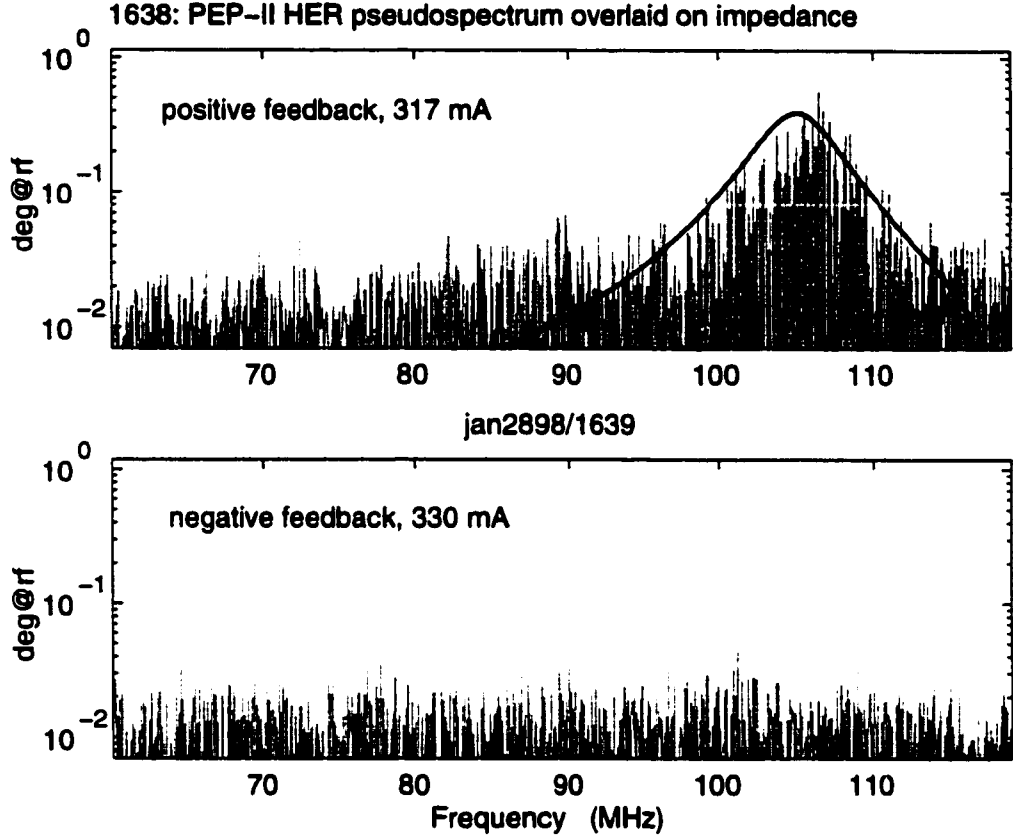 1638: PEP-II HER pseudospectrum overlaid on impedance
10^0
positive feedback, 317 mA
deg@rf
10^-1
10^-2
70 80 90 100 110
jan2898/1639
10^0
negative feedback, 330 mA
deg@rf
10^-1
10^-2
70 80 90 100 110
Frequency (MHz)